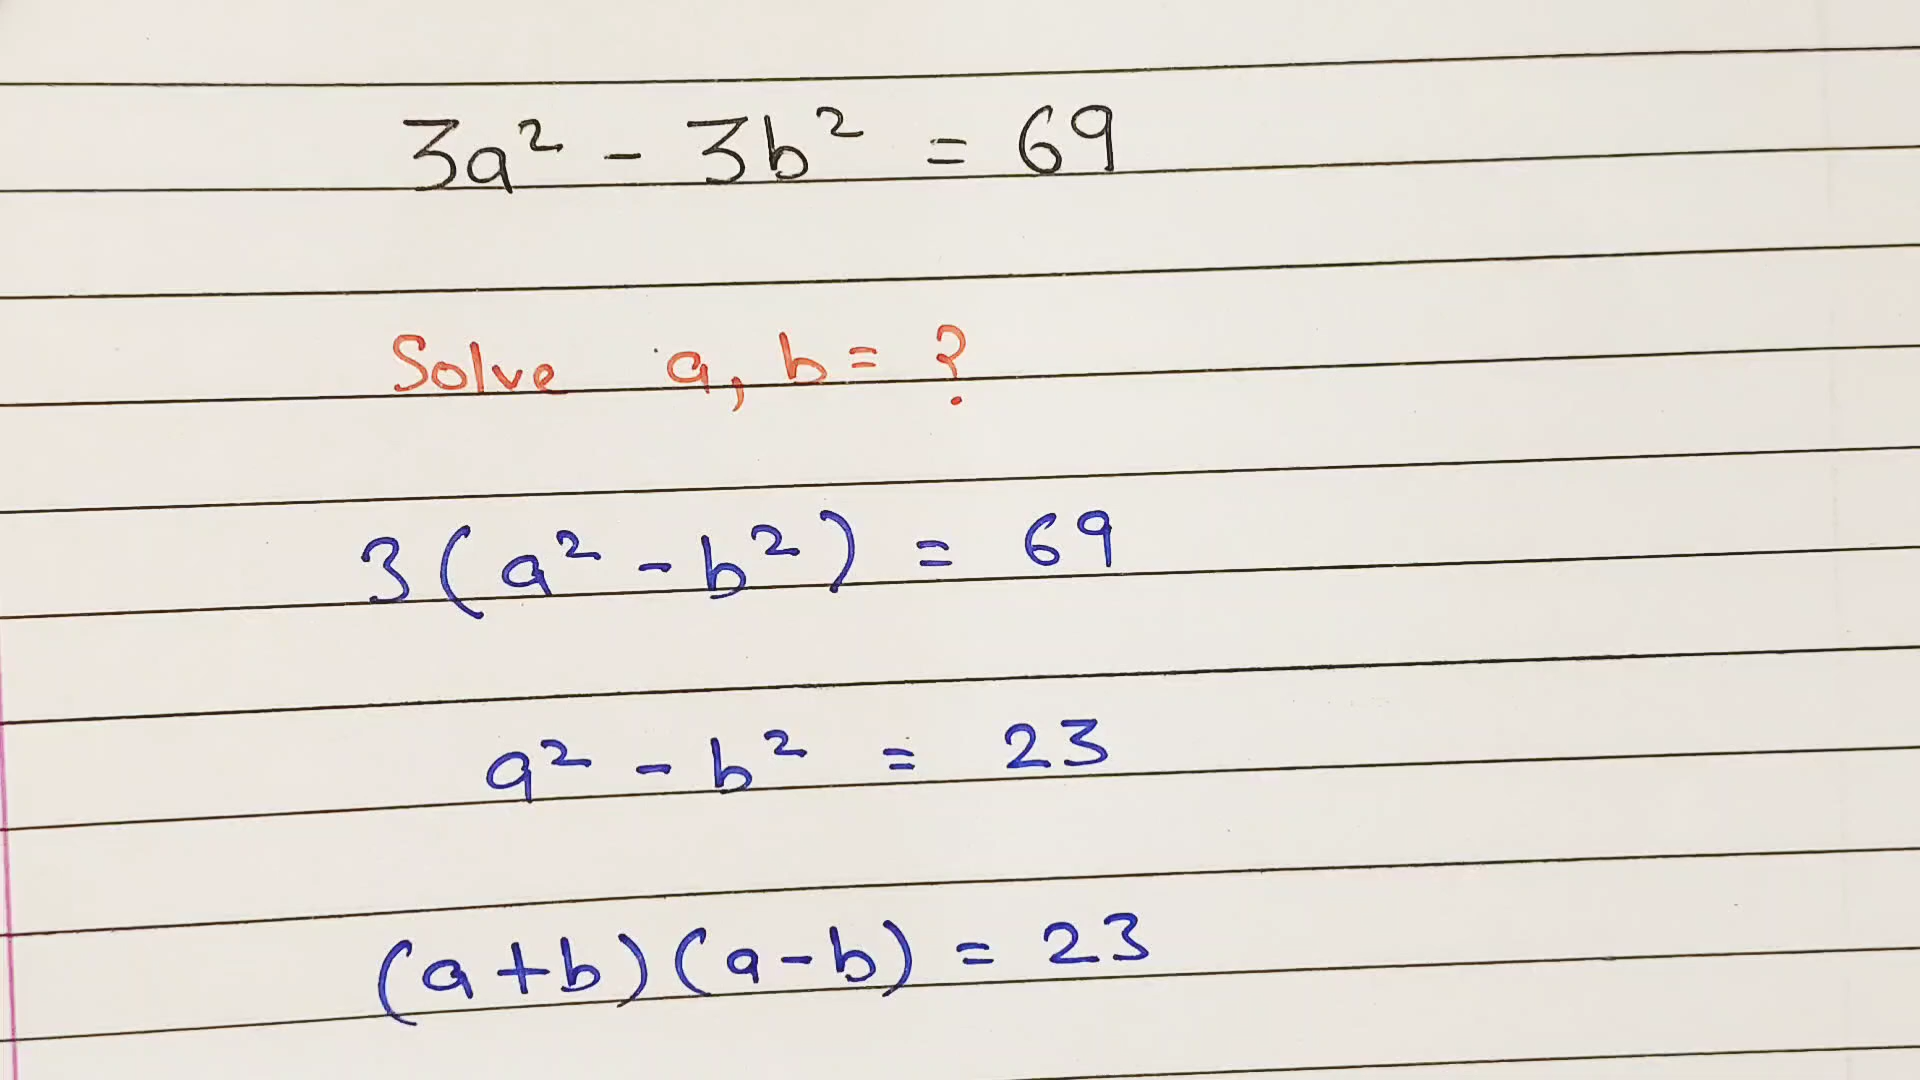 3a² - 3b² = 69
Solve a, b = ?
3(a² - b²) = 69
a² - b² = 23
(a+b)(a-b) = 23